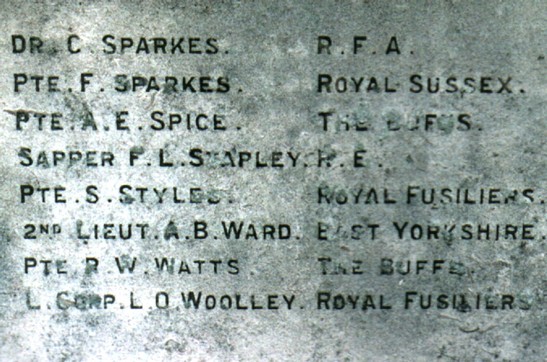 DR. C. SPARKES. R.F.A.
PTE. F. SPARKES. ROYAL SUSSEX.
PTE. A.E. SPICE. THE BUFFS.
SAPPER F.L. STAPLEY. R.E.
PTE. S. STYLES. ROYAL FUSILIERS.
2ND LIEUT. A.B. WARD. EAST YORKSHIRE.
PTE. R.W. WATTS. THE BUFFS.
L. CORP. L.O. WOOLLEY. ROYAL FUSILIERS